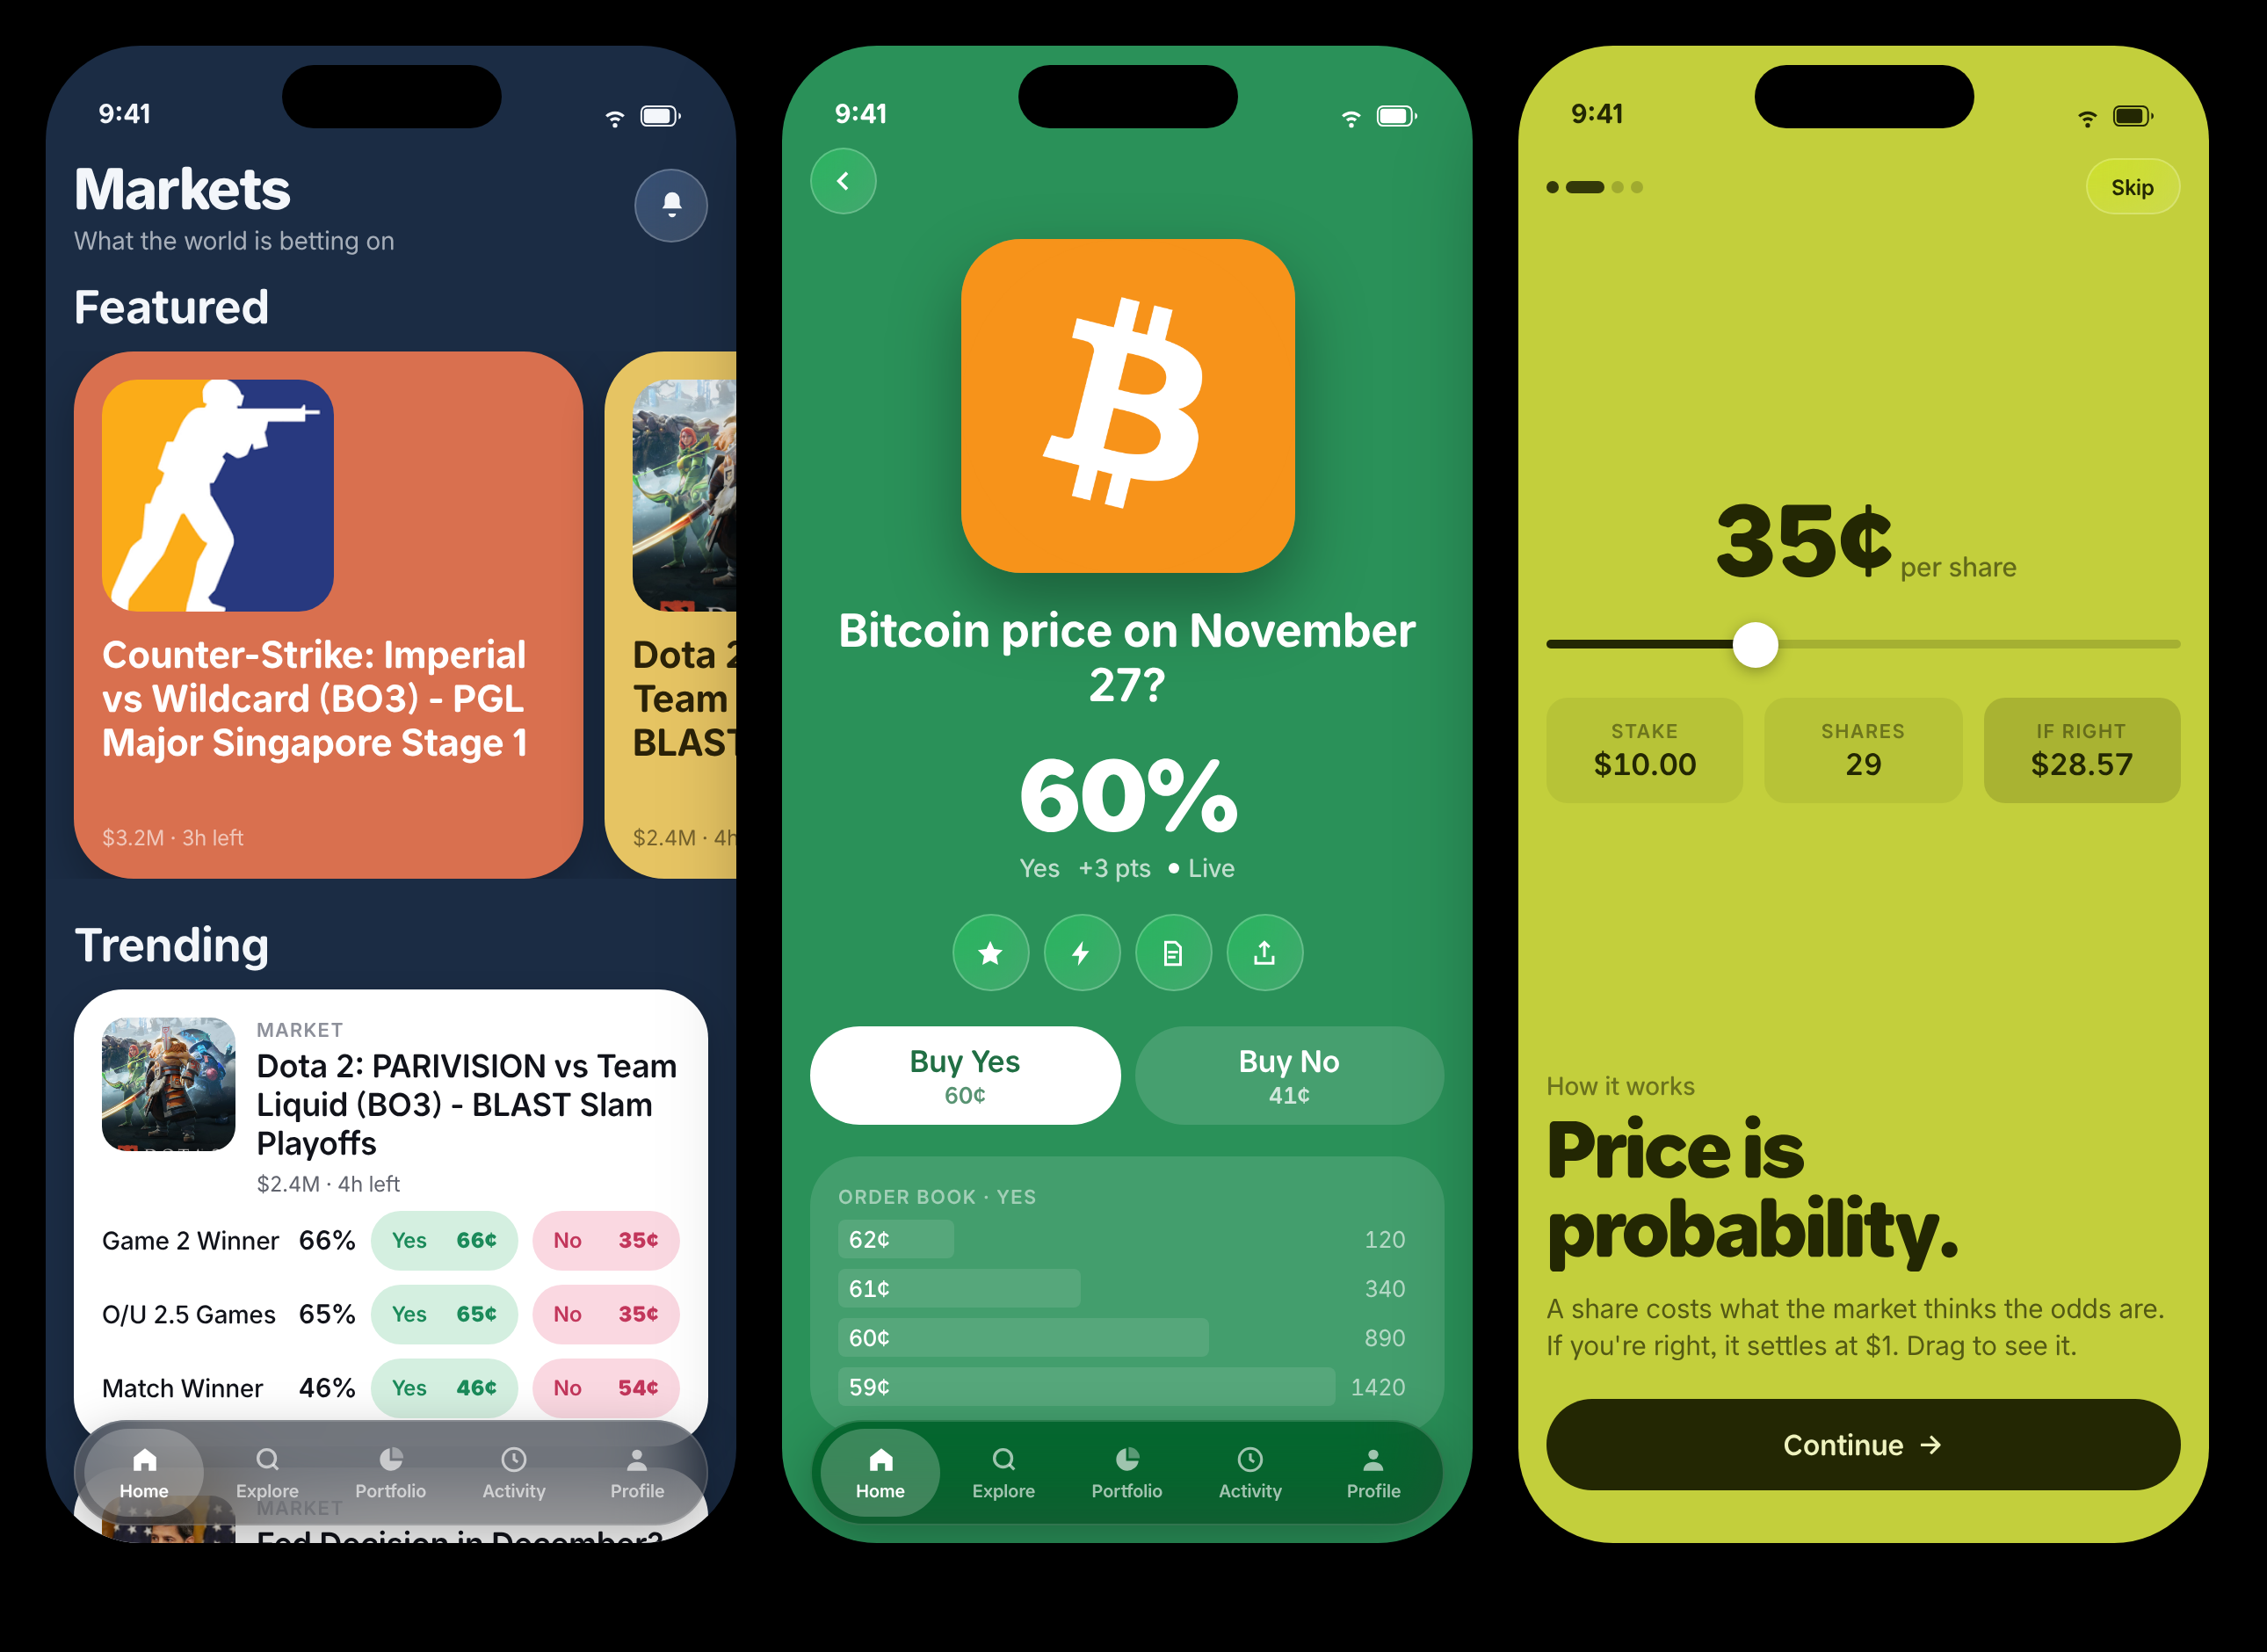 9:41
Markets
What the world is betting on
Featured
Counter-Strike: Imperial
vs Wildcard (BO3) - PGL
Major Singapore Stage 1
$3.2M · 3h left
Dota 2
Team
BLAST
$2.4M · 4h
Trending
MARKET
Dota 2: PARIVISION vs Team
Liquid (BO3) - BLAST Slam
Playoffs
$2.4M · 4h left
Game 2 Winner 66% Yes 66¢ No 35¢
O/U 2.5 Games 65% Yes 65¢ No 35¢
Match Winner 46% Yes 46¢ No 54¢
Home Explore Portfolio Activity Profile
MARKET
Fed Decision in December?
9:41
Bitcoin price on November
27?
60%
Yes +3 pts Live
Buy Yes
60¢
Buy No
41¢
ORDER BOOK · YES
62¢ 120
61¢ 340
60¢ 890
59¢ 1420
Home Explore Portfolio Activity Profile
9:41
Skip
35¢ per share
STAKE
$10.00
SHARES
29
IF RIGHT
$28.57
How it works
Price is
probability.
A share costs what the market thinks the odds are.
If you're right, it settles at $1. Drag to see it.
Continue →